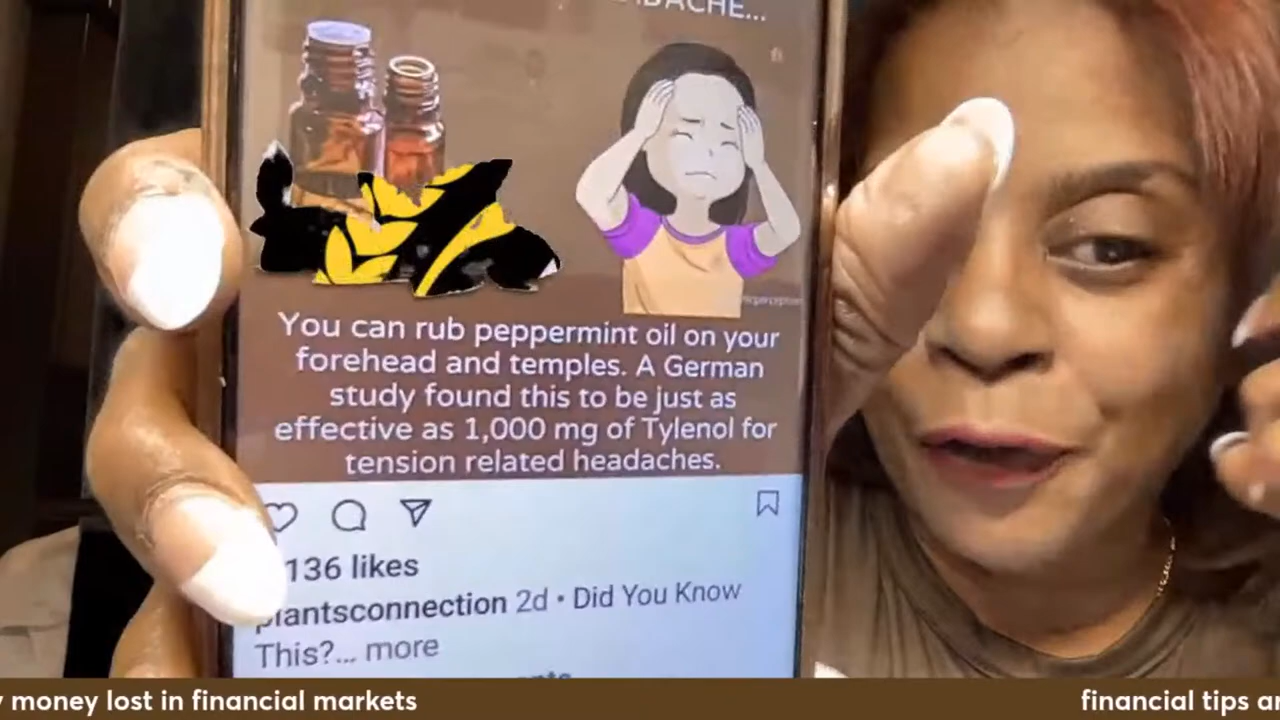 You can rub peppermint oil on your
forehead and temples. A German
study found this to be just as
effective as 1,000 mg of Tylenol for
tension related headaches.
136 likes
plantsconnection 2d • Did You Know
This?... more
money lost in financial markets
financial tips